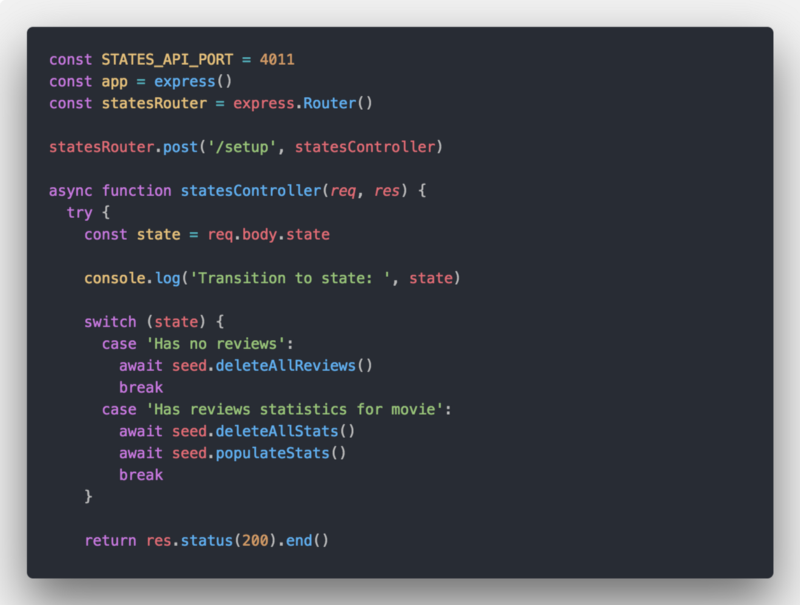 const STATES_API_PORT = 4011
const app = express()
const statesRouter = express.Router()

statesRouter.post('/setup', statesController)

async function statesController(req, res) {
  try {
    const state = req.body.state

    console.log('Transition to state: ', state)

    switch (state) {
      case 'Has no reviews':
        await seed.deleteAllReviews()
        break
      case 'Has reviews statistics for movie':
        await seed.deleteAllStats()
        await seed.populateStats()
        break
    }

    return res.status(200).end()